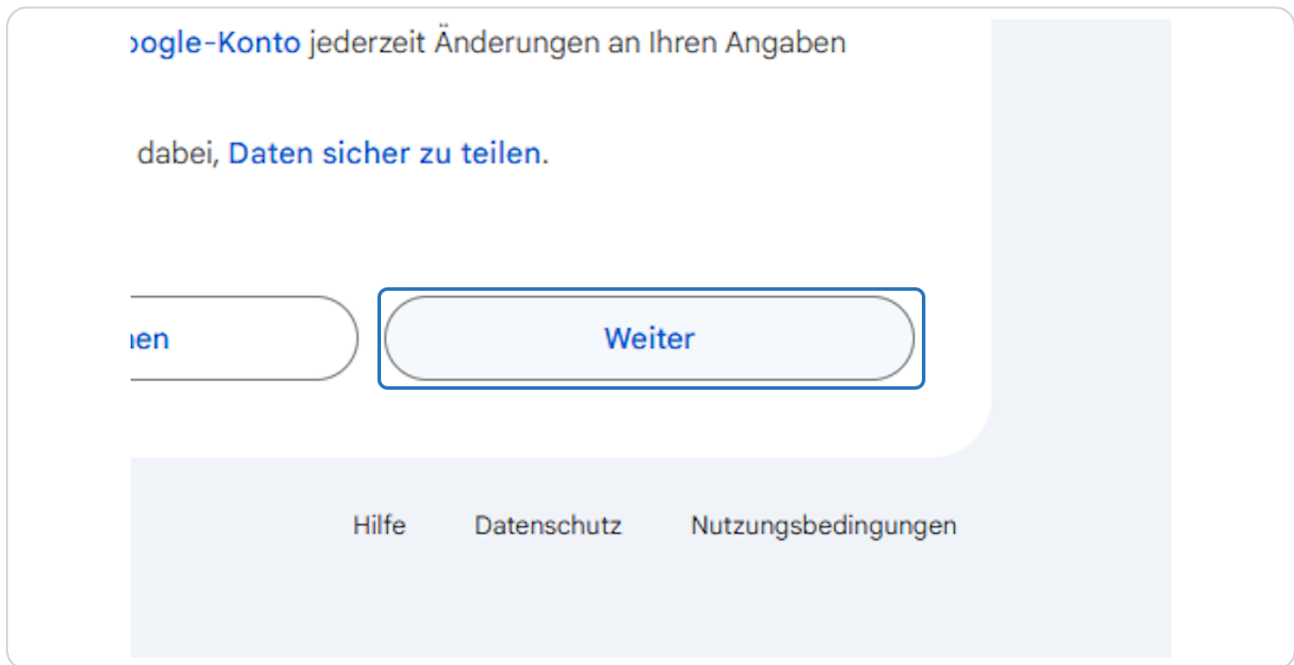 oogle-Konto jederzeit Änderungen an Ihren Angaben
dabei, Daten sicher zu teilen.
nen Weiter
Hilfe Datenschutz Nutzungsbedingungen